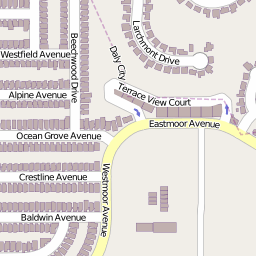 Westfield Avenue
Beechwood Drive
Daly City
Larchmont Drive
Alpine Avenue
Terrace View Court
Eastmoor Avenue
Ocean Grove Avenue
Westmoor Avenue
Crestline Avenue
Baldwin Avenue